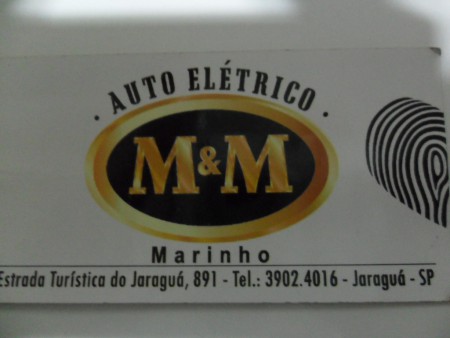 · AUTO ELÉTRICO ·
M&M
Marinho
Estrada Turística do Jaraguá, 891 - Tel.: 3902.4016 - Jaraguá - SP